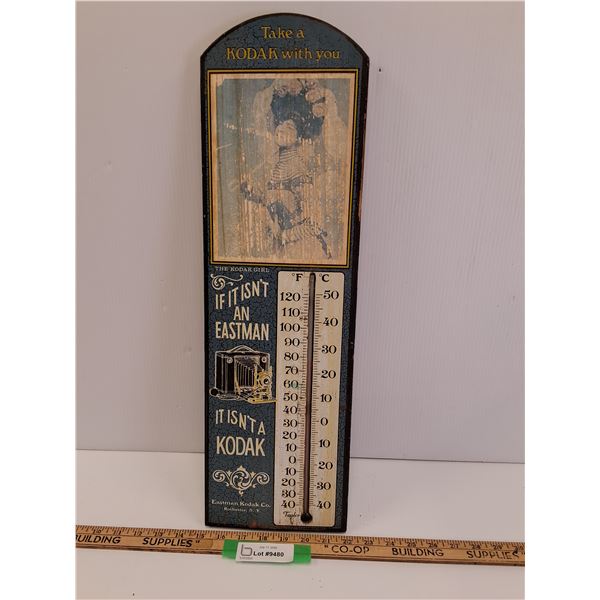 Take a
KODAK with you
THE KODAK GIRL
IF IT ISN'T
AN
EASTMAN
IT ISN'T A
KODAK
Eastman Kodak Co.
Rochester, N. Y.
°F °C
120 50
110
100 40
90
80 30
70 20
60
50 10
40
30 0
20
10 10
0
10 20
20
30 30
40 40
Taylor
BUILDING SUPPLIES" CO-OP BUILDING SUPPLIES
Lot #9480